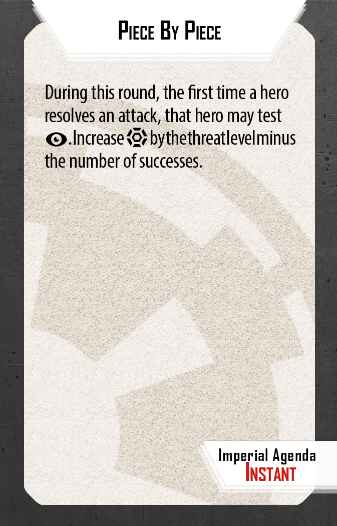 Piece By Piece
During this round, the first time a hero
resolves an attack, that hero may test
. Increase by the threat level minus
the number of successes.
Imperial Agenda
Instant